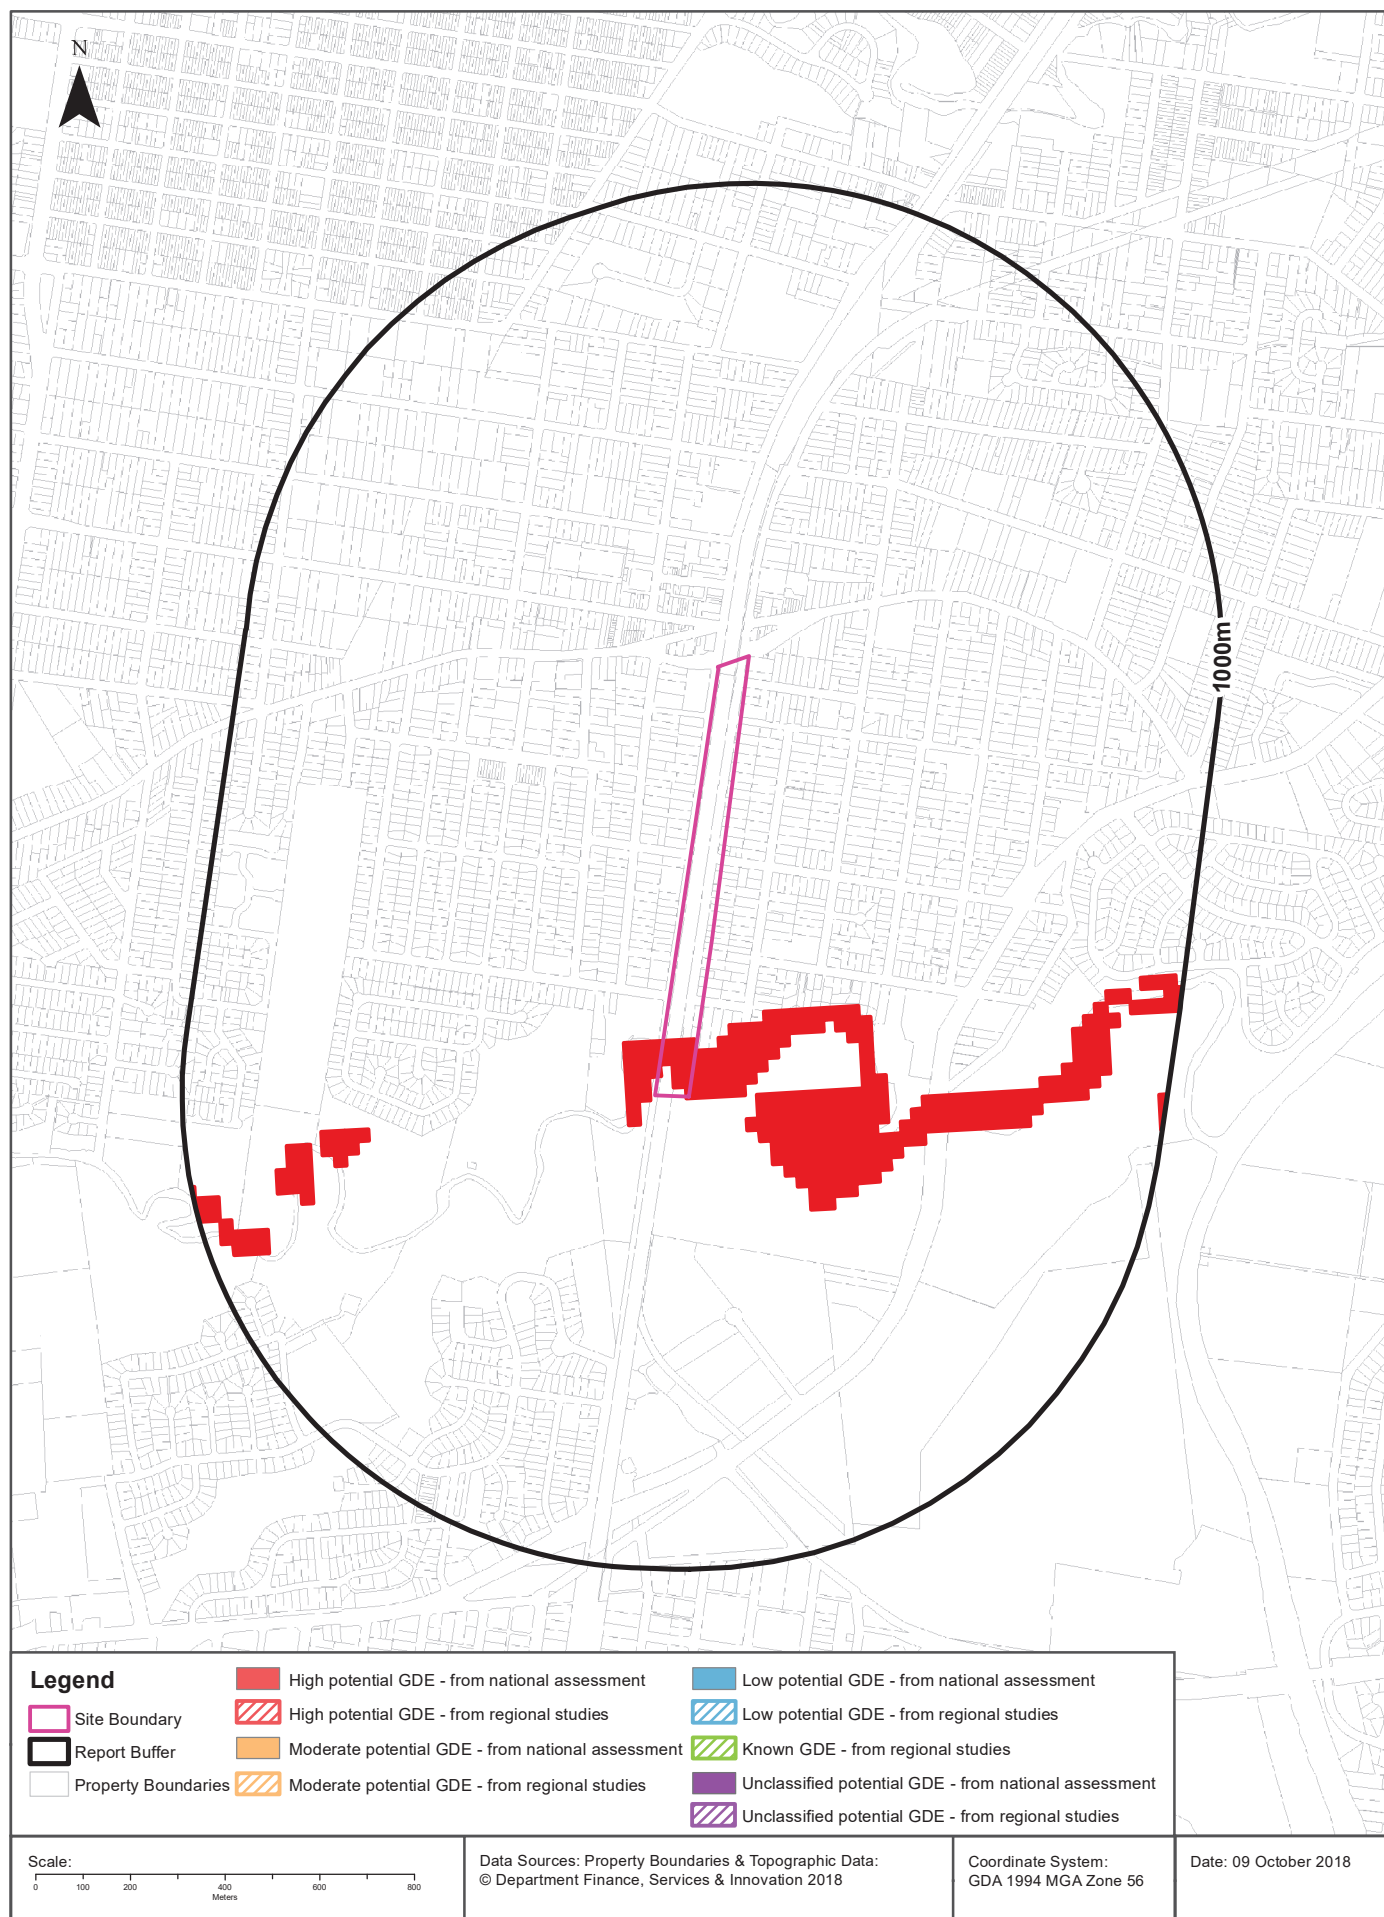 N
1000m
Legend
Site Boundary
Report Buffer
Property Boundaries
High potential GDE - from national assessment
High potential GDE - from regional studies
Moderate potential GDE - from national assessment
Moderate potential GDE - from regional studies
Low potential GDE - from national assessment
Low potential GDE - from regional studies
Known GDE - from regional studies
Unclassified potential GDE - from national assessment
Unclassified potential GDE - from regional studies
Scale:
0 100 200 400 600 800
Meters
Data Sources: Property Boundaries & Topographic Data:
© Department Finance, Services & Innovation 2018
Coordinate System:
GDA 1994 MGA Zone 56
Date: 09 October 2018